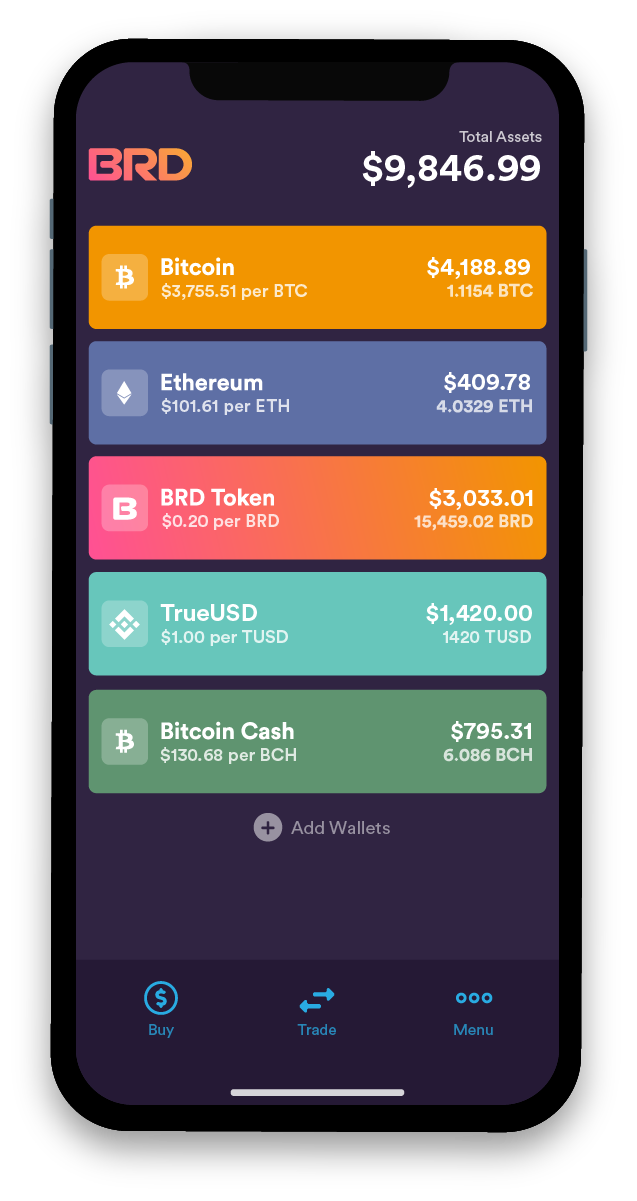 Total Assets
BRD
$9,846.99
Bitcoin
$4,188.89
$3,755.51 per BTC
1.1154 BTC
Ethereum
$409.78
$101.61 per ETH
4.0329 ETH
BRD Token
$3,033.01
$0.20 per BRD
15,459.02 BRD
TrueUSD
$1,420.00
$1.00 per TUSD
1420 TUSD
Bitcoin Cash
$795.31
$130.68 per BCH
6.086 BCH
Add Wallets
Buy
Trade
Menu